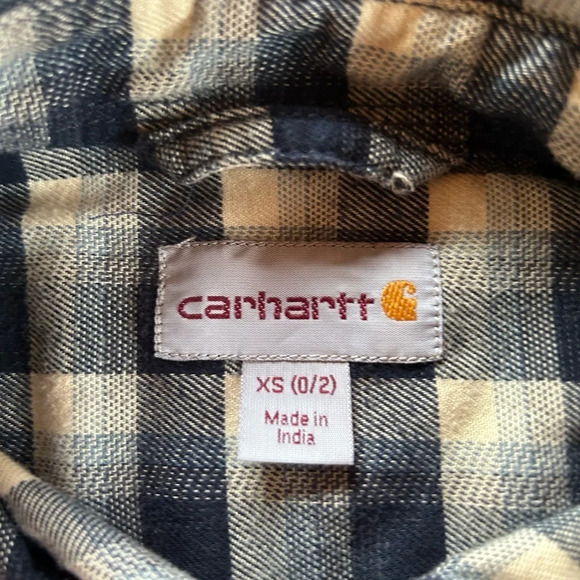 carhartt
XS (0/2)
Made in
India